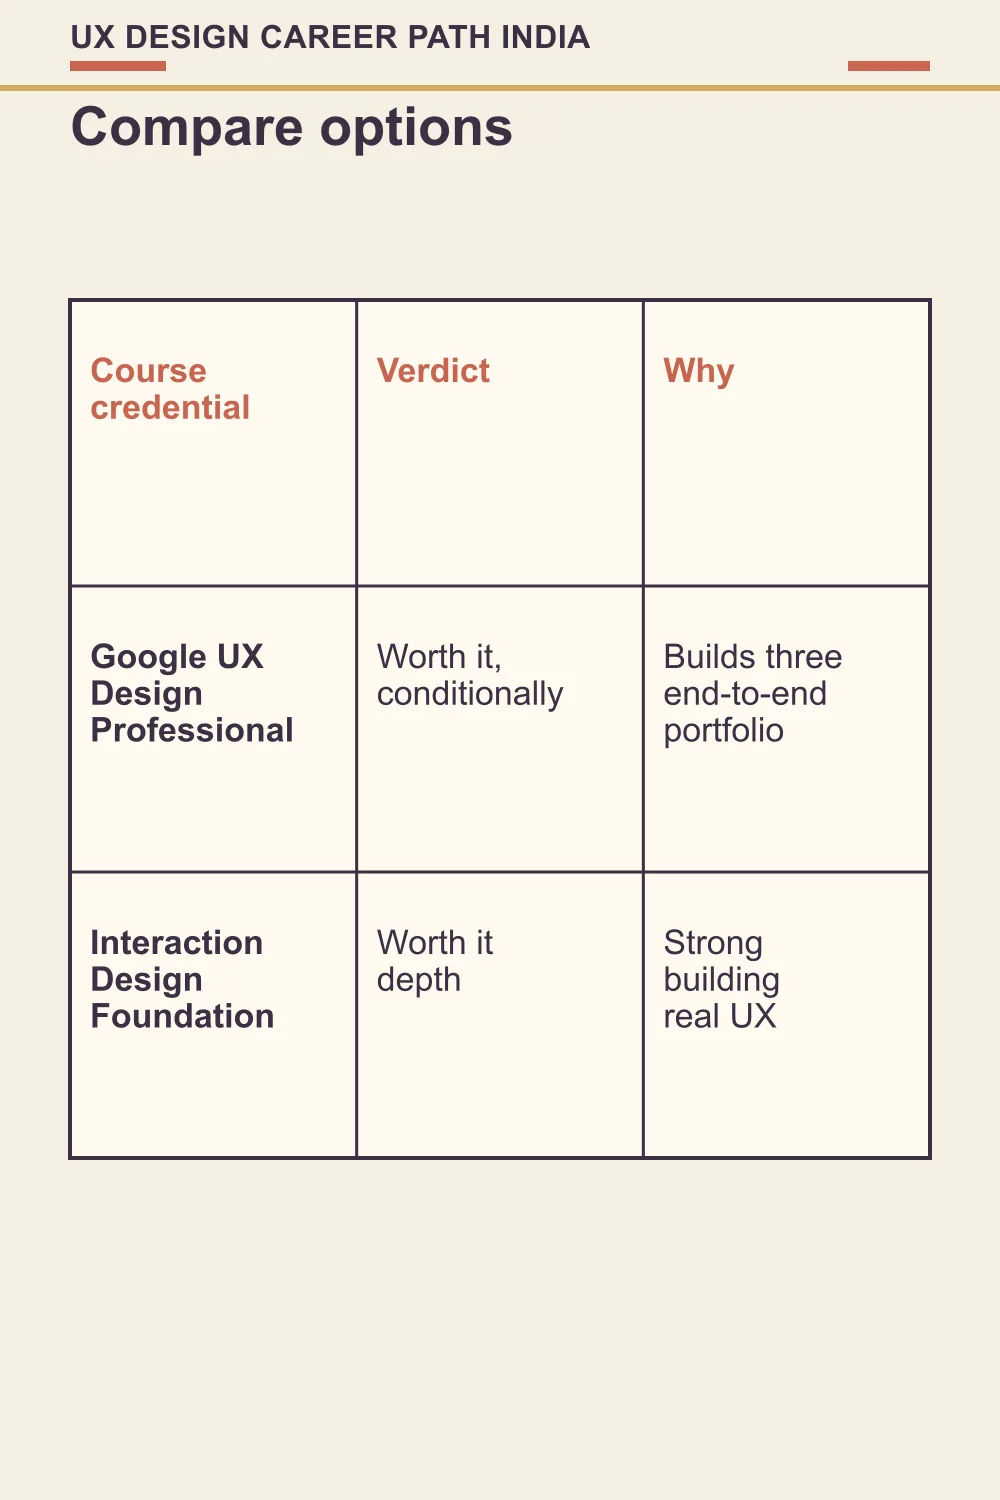 UX DESIGN CAREER PATH INDIA
Compare options
Course
credential
Verdict
Why
Google UX
Design
Professional
Worth it,
conditionally
Builds three
end-to-end
portfolio
Interaction
Design
Foundation
Worth it
depth
Strong
building
real UX